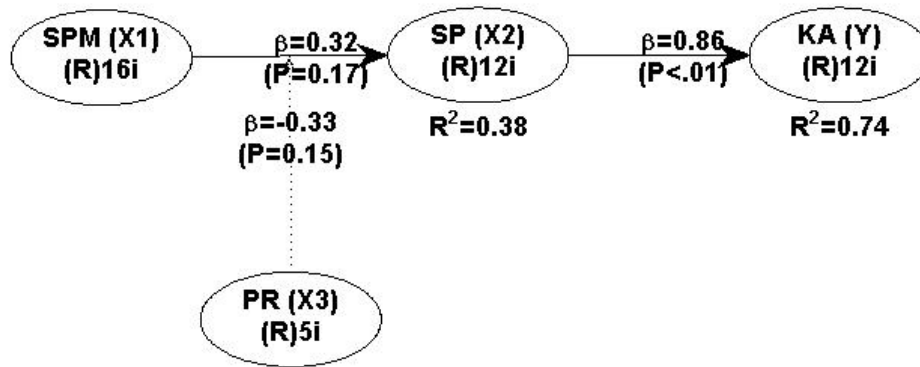 SPM (X1)
(R)16i
β=0.32
(P=0.17)
SP (X2)
(R)12i
β=0.86
(P<.01)
KA (Y)
(R)12i
β=-0.33
(P=0.15)
R²=0.38
R²=0.74
PR (X3)
(R)5i